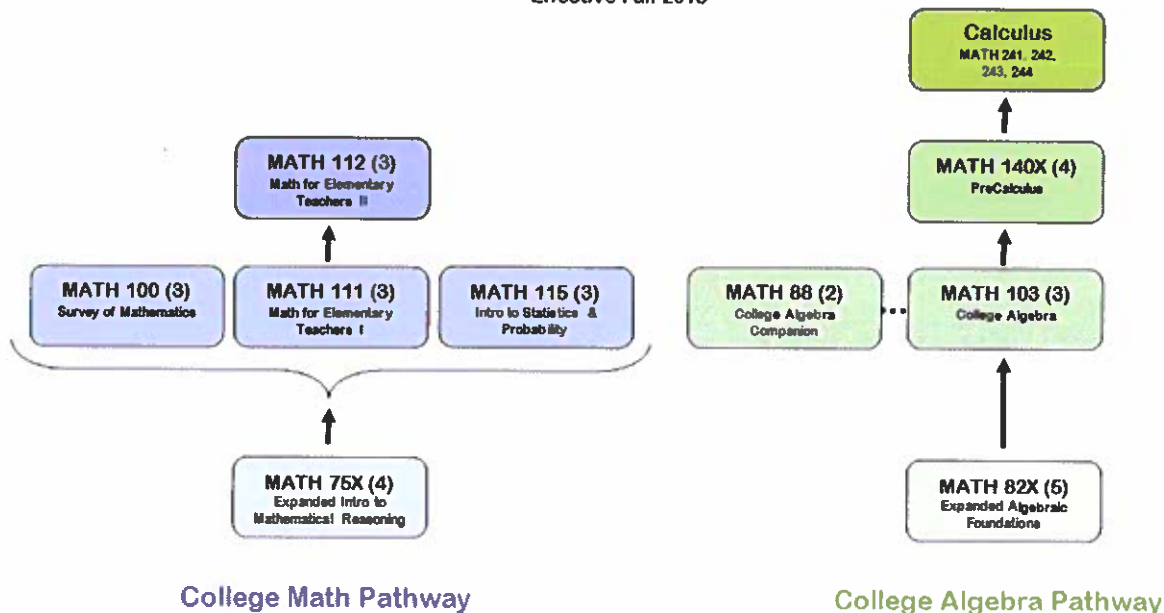 Calculus
MATH 241, 242,
243, 244
MATH 112 (3)
Math for Elementary
Teachers II
MATH 140X (4)
PreCalculus
MATH 100 (3)
Survey of Mathematics
MATH 111 (3)
Math for Elementary
Teachers I
MATH 115 (3)
Intro to Statistics &
Probability
MATH 88 (2)
College Algebra
Companion
MATH 103 (3)
College Algebra
MATH 75X (4)
Expanded Intro to
Mathematical Reasoning
MATH 82X (5)
Expanded Algebraic
Foundations
College Math Pathway
College Algebra Pathway